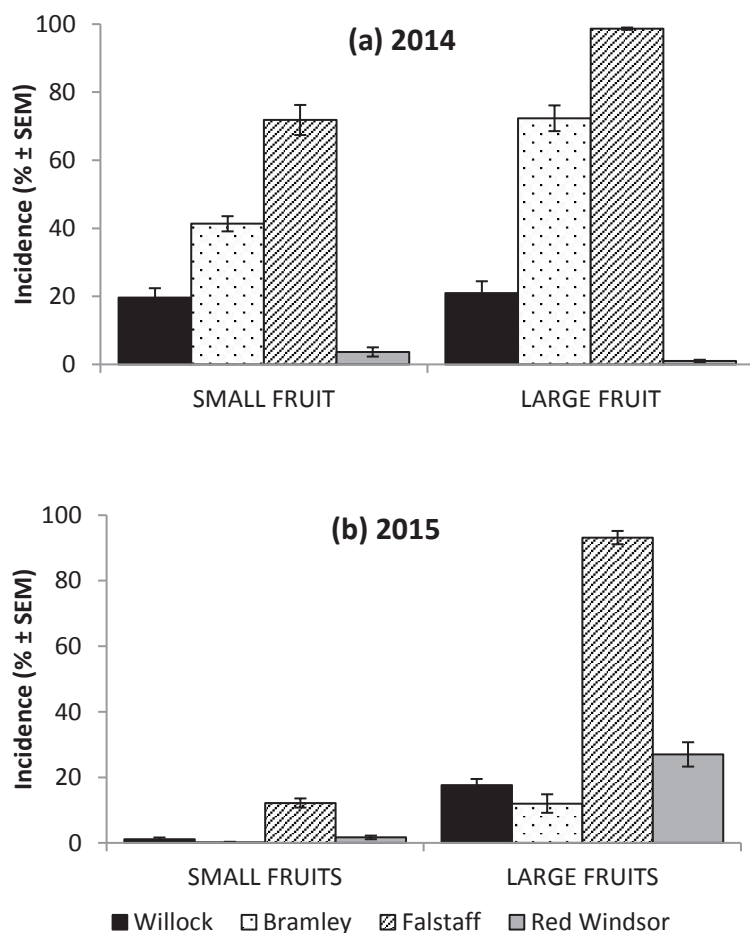 (a) 2014
Incidence (% ± SEM)
100
80
60
40
20
0
SMALL FRUIT LARGE FRUIT
(b) 2015
Incidence (% ± SEM)
100
80
60
40
20
0
SMALL FRUITS LARGE FRUITS
Willock Bramley Falstaff Red Windsor